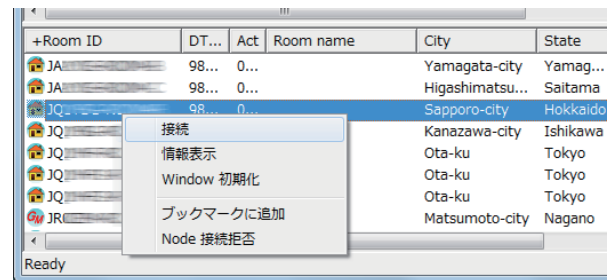 +Room ID DT... Act Room name City State
JA 98... 0... Yamagata-city Yamag...
JA 98... 0... Higashimatsu... Saitama
JQ 98... 0... Sapporo-city Hokkaido
JQ Kanazawa-city Ishikawa
JQ Ota-ku Tokyo
JQ Ota-ku Tokyo
JQ Ota-ku Tokyo
GM JR Matsumoto-city Nagano
接続
情報表示
Window 初期化
ブックマークに追加
Node 接続拒否
Ready